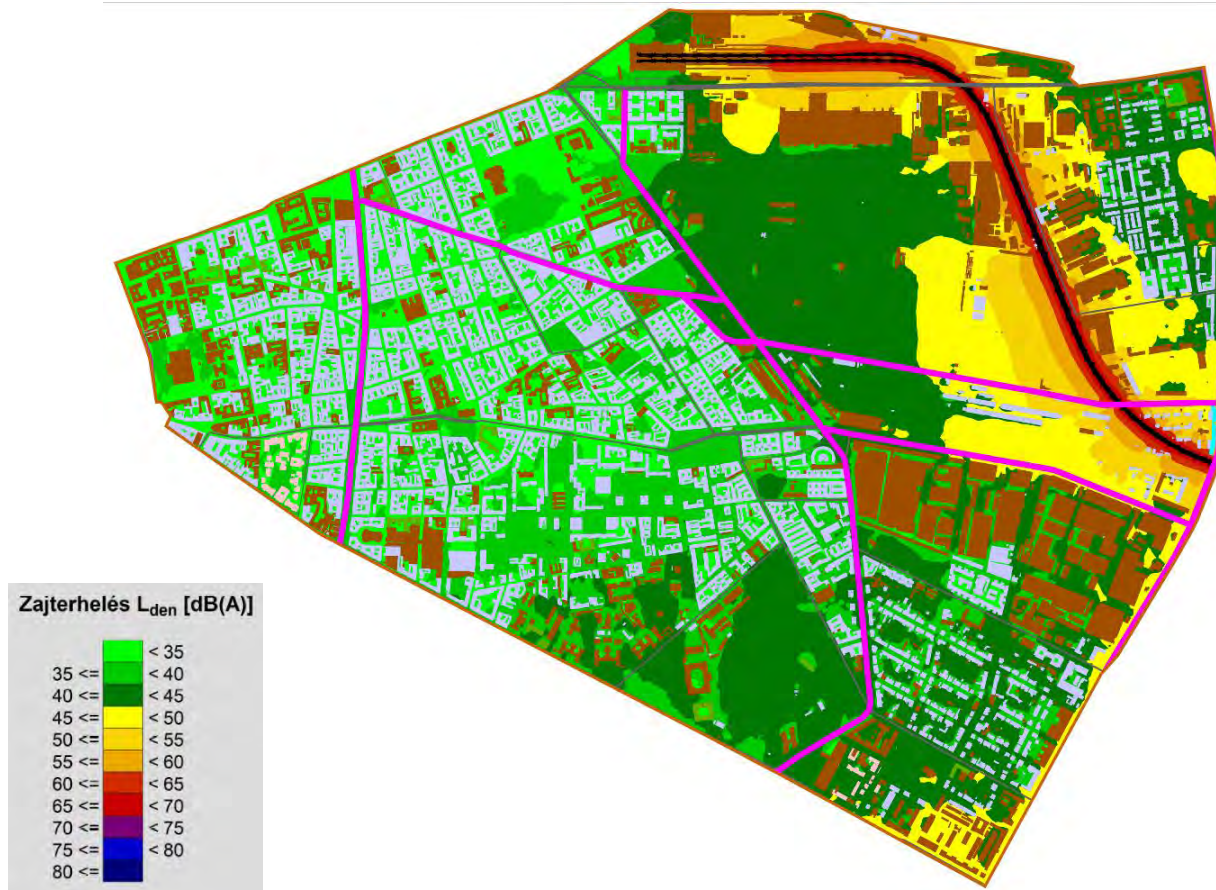 Zajterhelés Lden [dB(A)]
< 35
35 <= < 40
40 <= < 45
45 <= < 50
50 <= < 55
55 <= < 60
60 <= < 65
65 <= < 70
70 <= < 75
75 <= < 80
80 <=